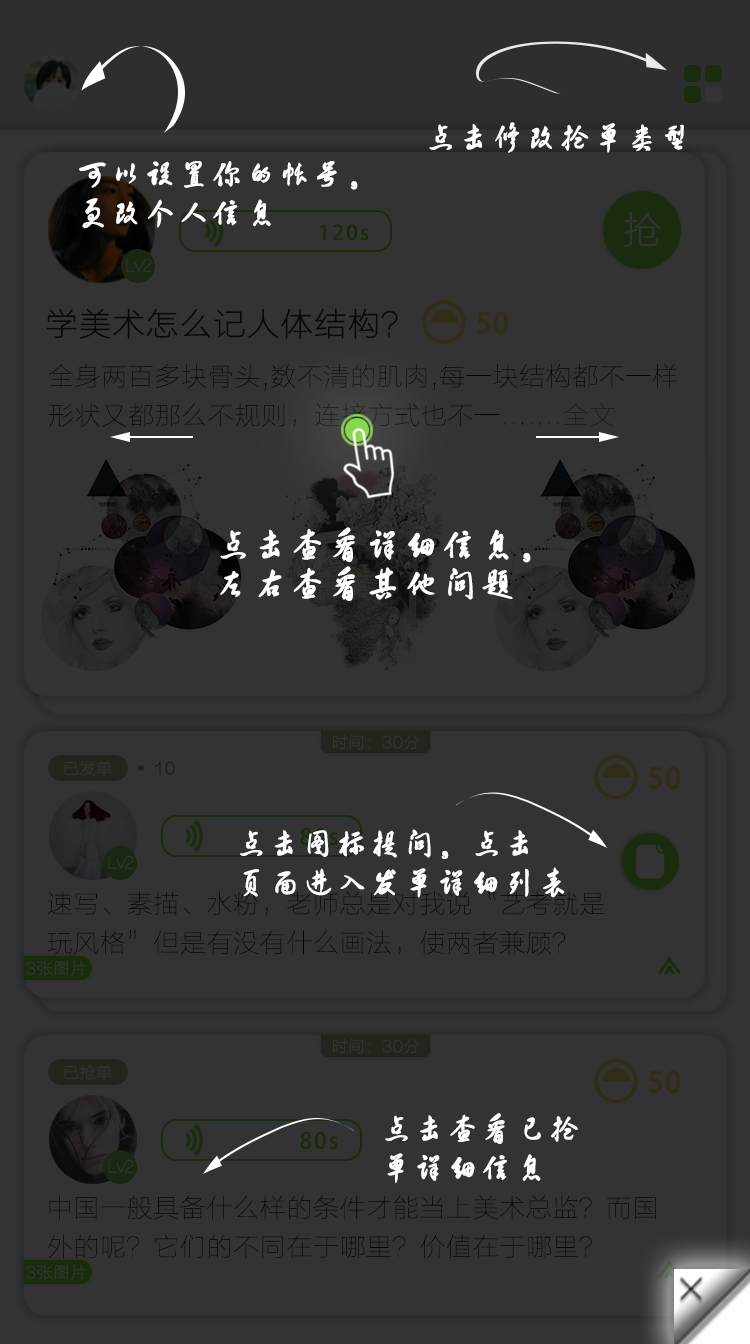 点击修改抢单类型
可以设置你的帐号。
更改个人信息
120s
抢
Lv2
学美术怎么记人体结构？ 50
全身两百多块骨头,数不清的肌肉,每一块结构都不一样
形状又都那么不规则，连接方式也不一.......全文
点击查看详细信息。
左右查看其他问题
时间：30分
已发单 • 10
50
点击图标提问。点击
页面进入发单详细列表
Lv2
速写、素描、水粉，老师总是对我说“艺考就是
玩风格”但是有没有什么画法，使两者兼顾？
3张图片
时间：30分
已抢单
50
点击查看已抢
80s
单详细信息
Lv2
中国一般具备什么样的条件才能当上美术总监？而国
外的呢？它们的不同在于哪里？价值在于哪里？
3张图片